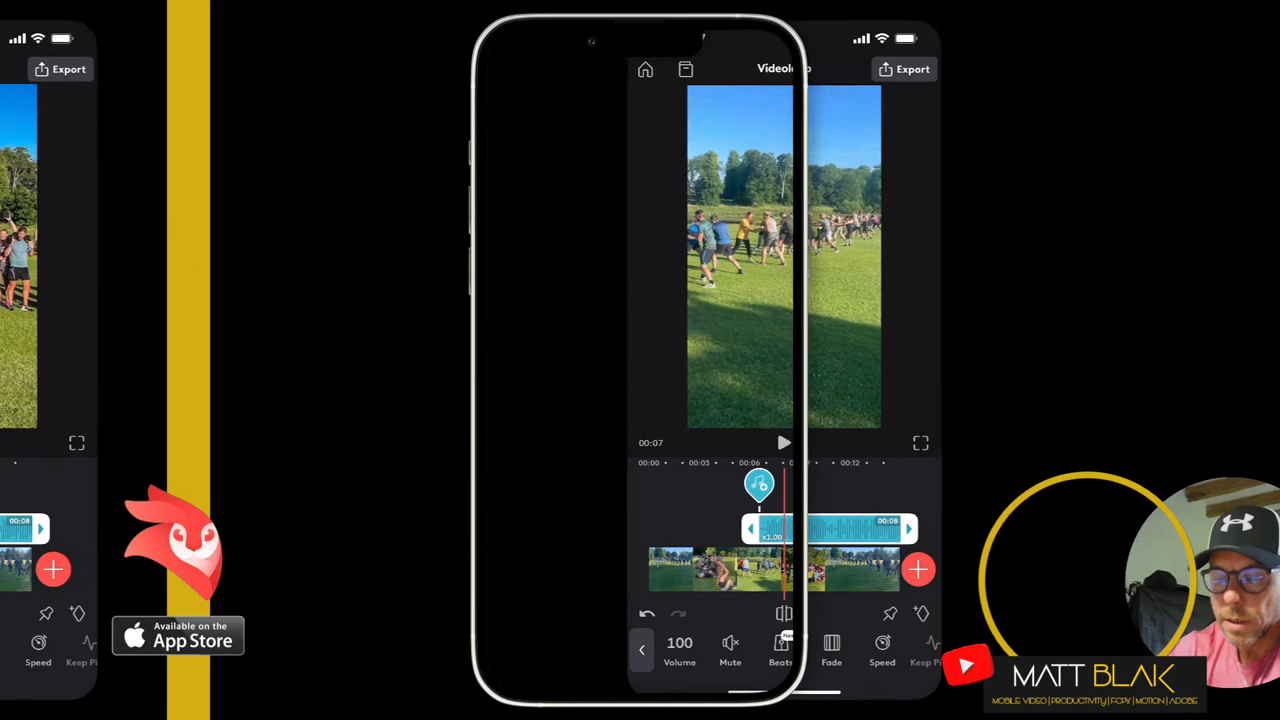 Export
Videole
p
Export
00:07
00:00
00:03
00:06
00:12
00:08
x1.00
00:08
Available on the
App Store
Speed
Keep Pi
100
Volume
Mute
New
Beats
Fade
Speed
Keep Pi
MATT BLAK
MOBILE VIDEO|PRODUCTIVITY|FCPX|MOTION|ADOBE